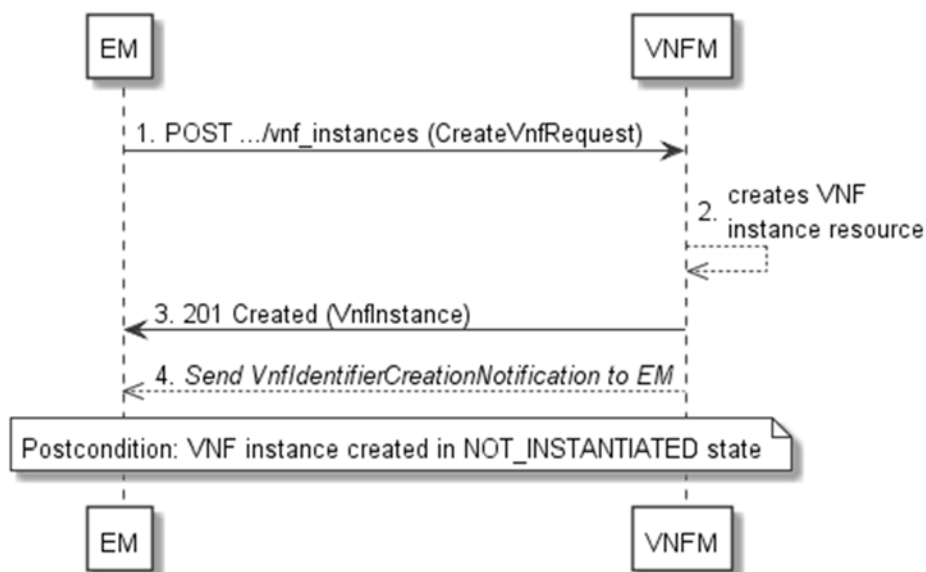 EM
VNFM
1. POST .../vnf_instances (CreateVnfRequest)
2. creates VNF
instance resource
3. 201 Created (VnfInstance)
4. Send VnfIdentifierCreationNotification to EM
Postcondition: VNF instance created in NOT_INSTANTIATED state
EM
VNFM